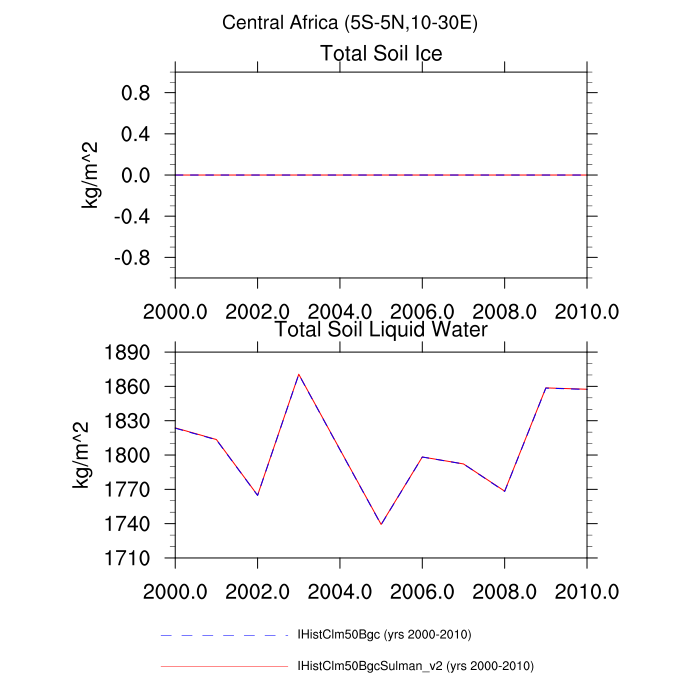 Central Africa (5S-5N,10-30E)
Total Soil Ice
0.8
0.4
0.0
-0.4
-0.8
kg/m^2
2000.0 2002.0 2004.0 2006.0 2008.0 2010.0
Total Soil Liquid Water
1890
1860
1830
1800
1770
1740
1710
kg/m^2
2000.0 2002.0 2004.0 2006.0 2008.0 2010.0
IHistClm50Bgc (yrs 2000-2010)
IHistClm50BgcSulman_v2 (yrs 2000-2010)